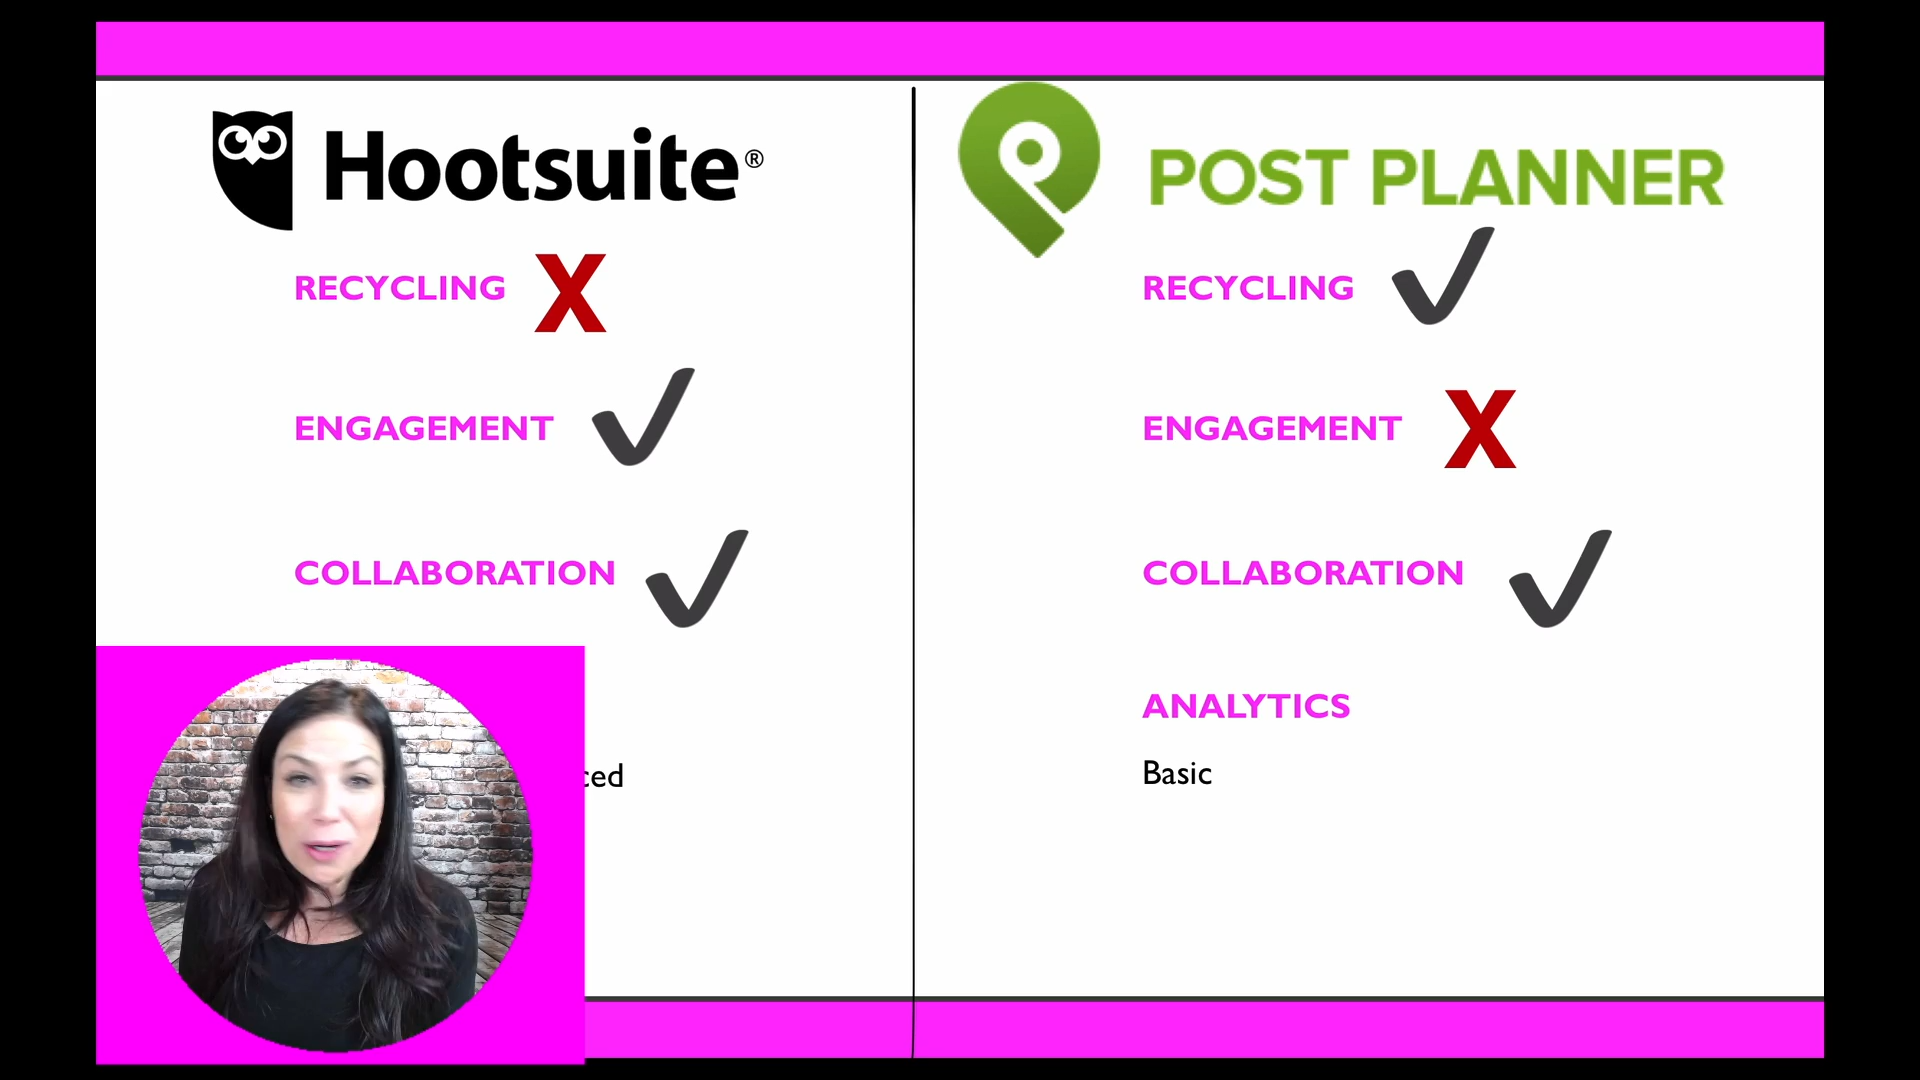 Hootsuite®
RECYCLING X
ENGAGEMENT ✔
COLLABORATION ✔
POST PLANNER
RECYCLING ✔
ENGAGEMENT X
COLLABORATION ✔
ANALYTICS
Basic